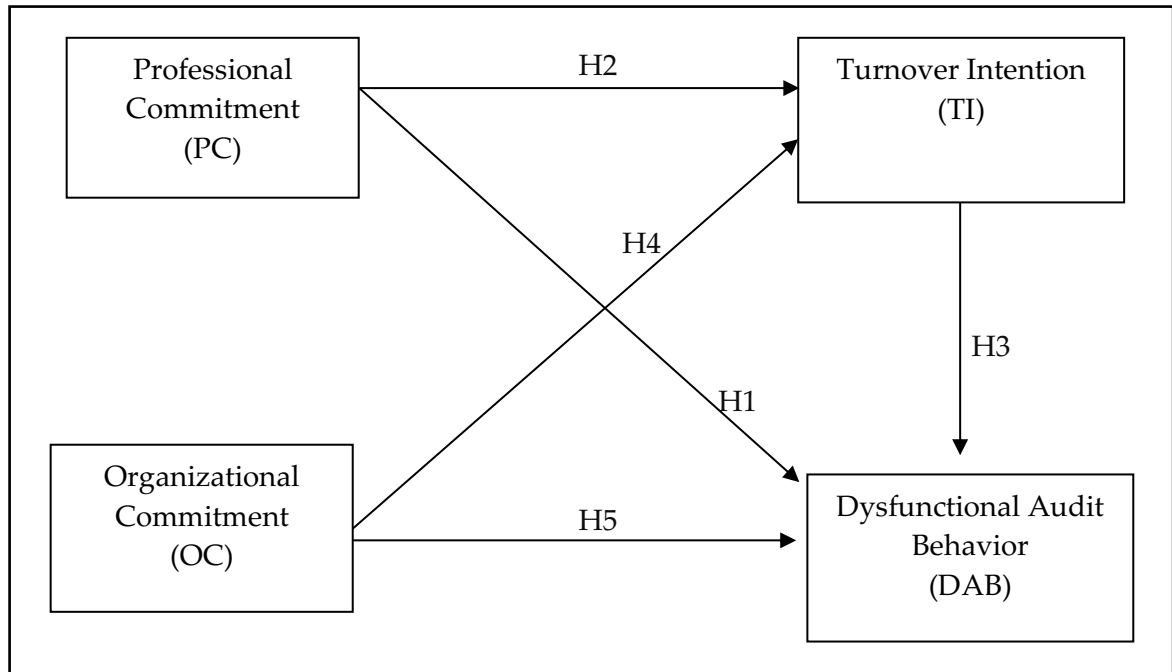 Professional
Commitment
(PC)
H2
Turnover Intention
(TI)
H4
H3
H1
Organizational
Commitment
(OC)
H5
Dysfunctional Audit
Behavior
(DAB)